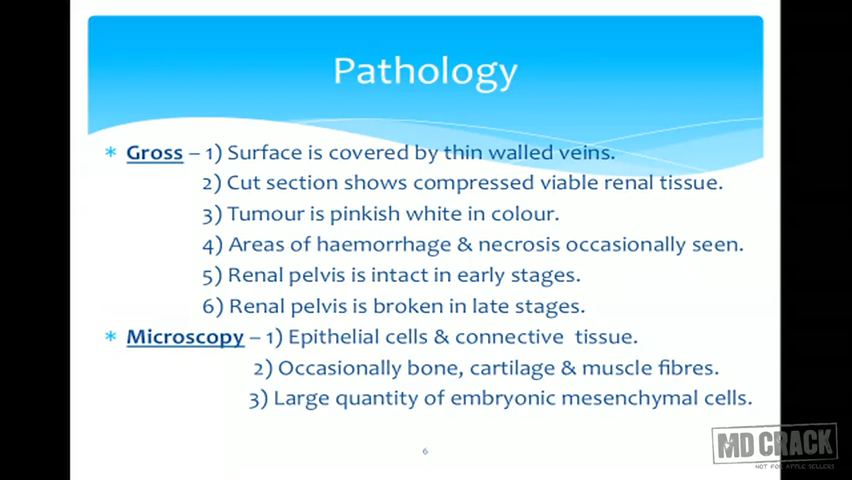 Pathology
* Gross – 1) Surface is covered by thin walled veins.
2) Cut section shows compressed viable renal tissue.
3) Tumour is pinkish white in colour.
4) Areas of haemorrhage & necrosis occasionally seen.
5) Renal pelvis is intact in early stages.
6) Renal pelvis is broken in late stages.
* Microscopy – 1) Epithelial cells & connective tissue.
2) Occasionally bone, cartilage & muscle fibres.
3) Large quantity of embryonic mesenchymal cells.
6
MD CRACK
NOT FOR APPLE SELLERS